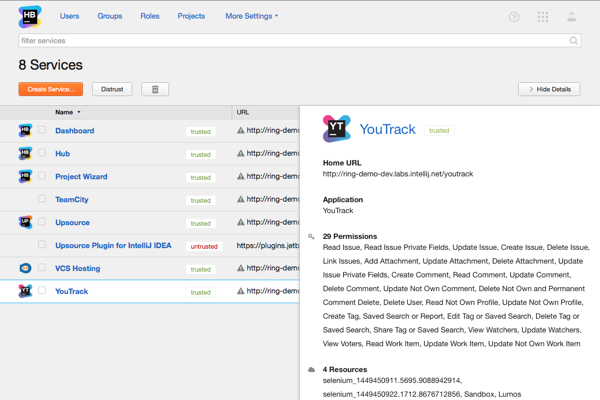 HB Users Groups Roles Projects More Settings
filter services
8 Services
Create Service... Distrust Hide Details
Name URL
HB Dashboard trusted http://ring-demo
HB Hub trusted http://ring-demo
HB Project Wizard trusted http://ring-demo
TeamCity trusted http://ring-demo
UP Upsource trusted http://ring-demo
Upsource Plugin for IntelliJ IDEA untrusted https://plugins.jetb
VCS Hosting trusted http://ring-demo
YT YouTrack trusted http://ring-demo
YT YouTrack trusted
Home URL
http://ring-demo-dev.labs.intellij.net/youtrack
Application
YouTrack
29 Permissions
Read Issue, Read Issue Private Fields, Update Issue, Create Issue, Delete Issue,
Link Issues, Add Attachment, Update Attachment, Delete Attachment, Update
Issue Private Fields, Create Comment, Read Comment, Update Comment,
Delete Comment, Update Not Own Comment, Delete Not Own and Permanent
Comment Delete, Delete User, Read Not Own Profile, Update Not Own Profile,
Create Tag, Saved Search or Report, Edit Tag or Saved Search, Delete Tag or
Saved Search, Share Tag or Saved Search, View Watchers, Update Watchers,
View Voters, Read Work Item, Update Work Item, Update Not Own Work Item
4 Resources
selenium_1449450911.5695.9088942914,
selenium_1449450922.1712.8676712856, Sandbox, Lumos